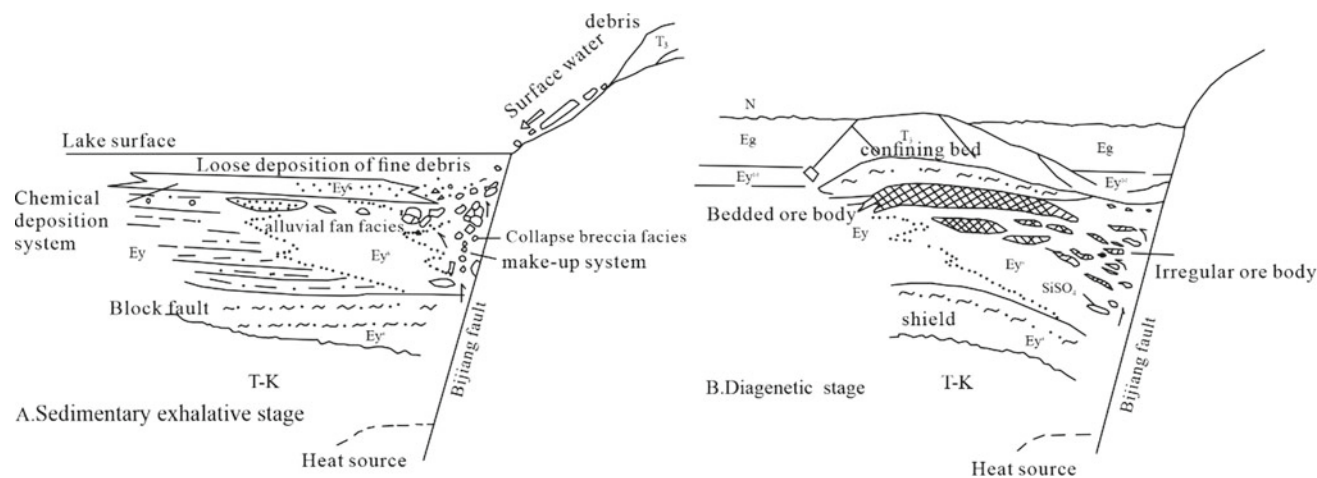 debris
T3
Surface water
Lake surface
Loose deposition of fine debris
Chemical
deposition
system
alluvial fan facies
Collapse breccia facies
make-up system
Ey
Block fault
Bijiang fault
T-K
A.Sedimentary exhalative stage
Heat source
N
Eg
confining bed
Eg
Bedded ore body
Ey
Irregular ore body
SiSO4
shield
Bijiang fault
T-K
B.Diagenetic stage
Heat source